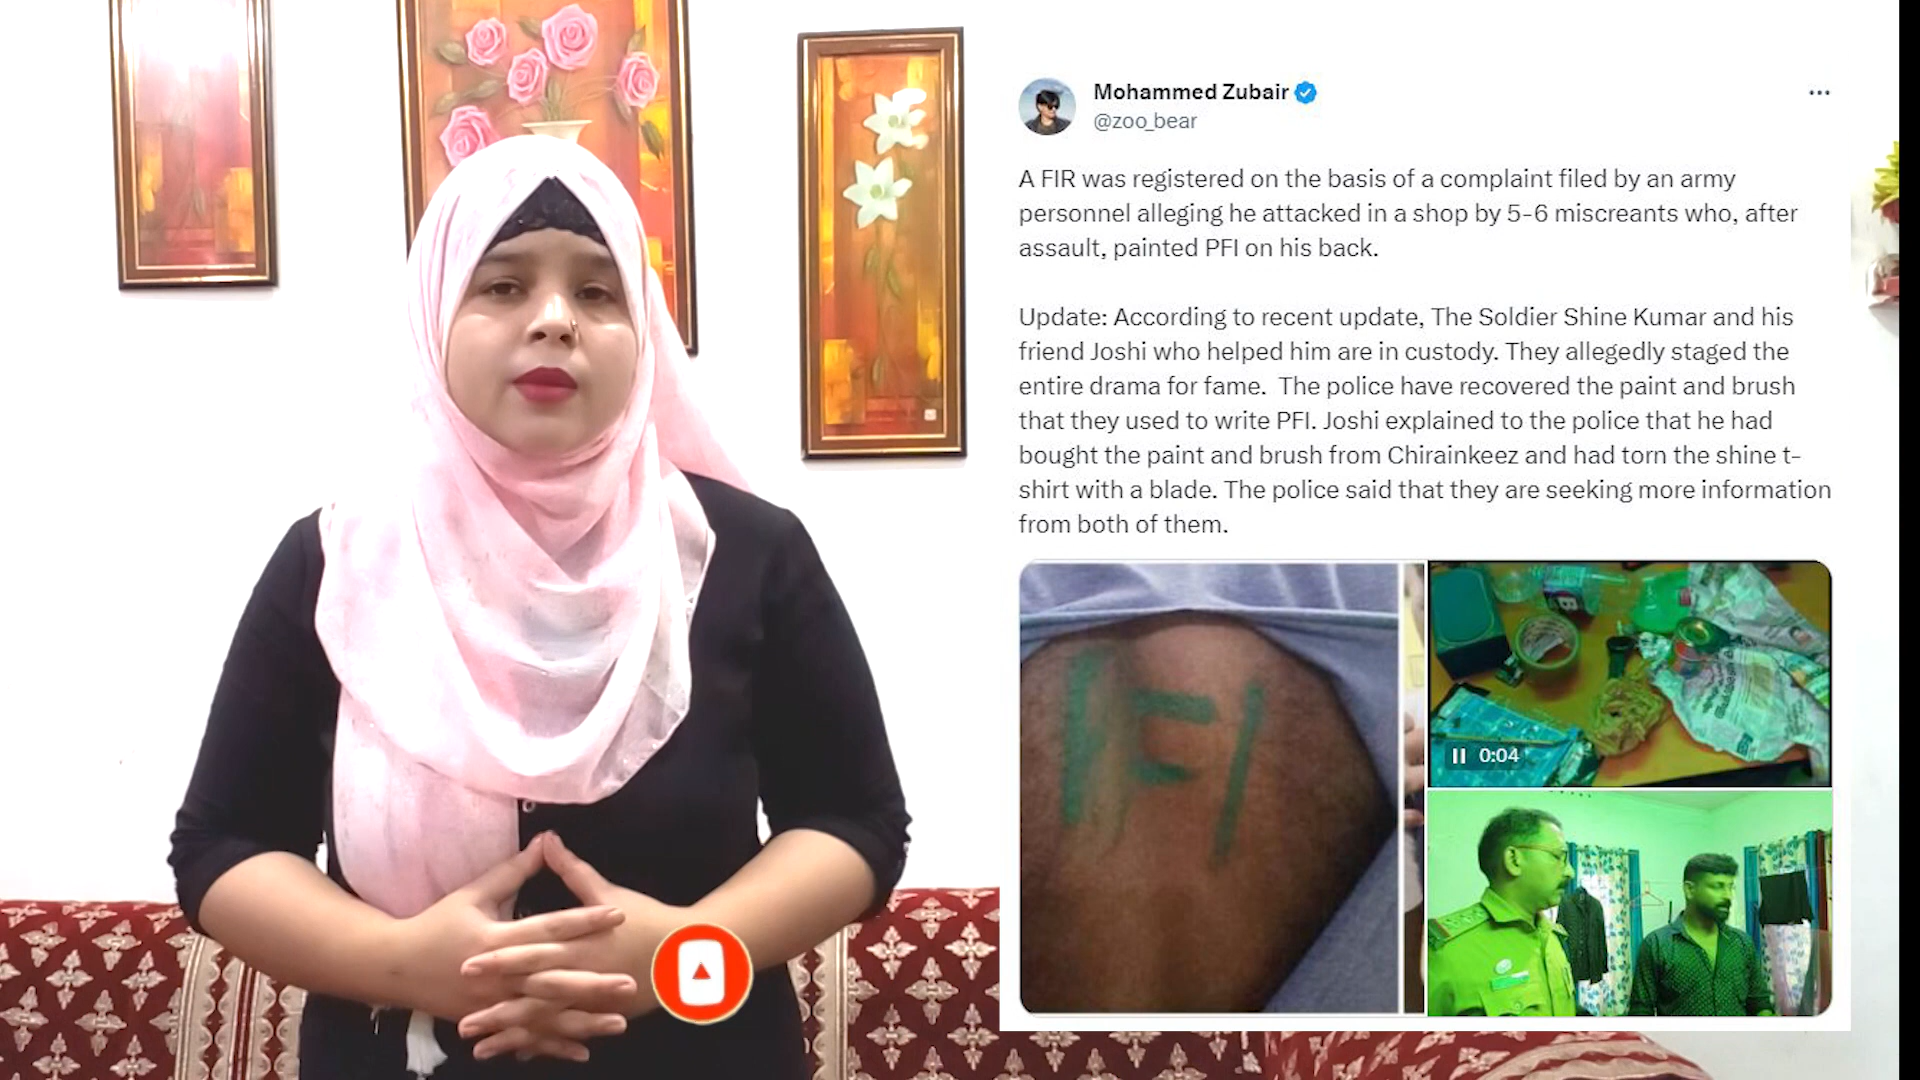 Mohammed Zubair
@zoo_bear
A FIR was registered on the basis of a complaint filed by an army
personnel alleging he attacked in a shop by 5-6 miscreants who, after
assault, painted PFI on his back.
Update: According to recent update, The Soldier Shine Kumar and his
friend Joshi who helped him are in custody. They allegedly staged the
entire drama for fame.  The police have recovered the paint and brush
that they used to write PFI. Joshi explained to the police that he had
bought the paint and brush from Chirainkeez and had torn the shine t-
shirt with a blade. The police said that they are seeking more information
from both of them.
PFI
0:04